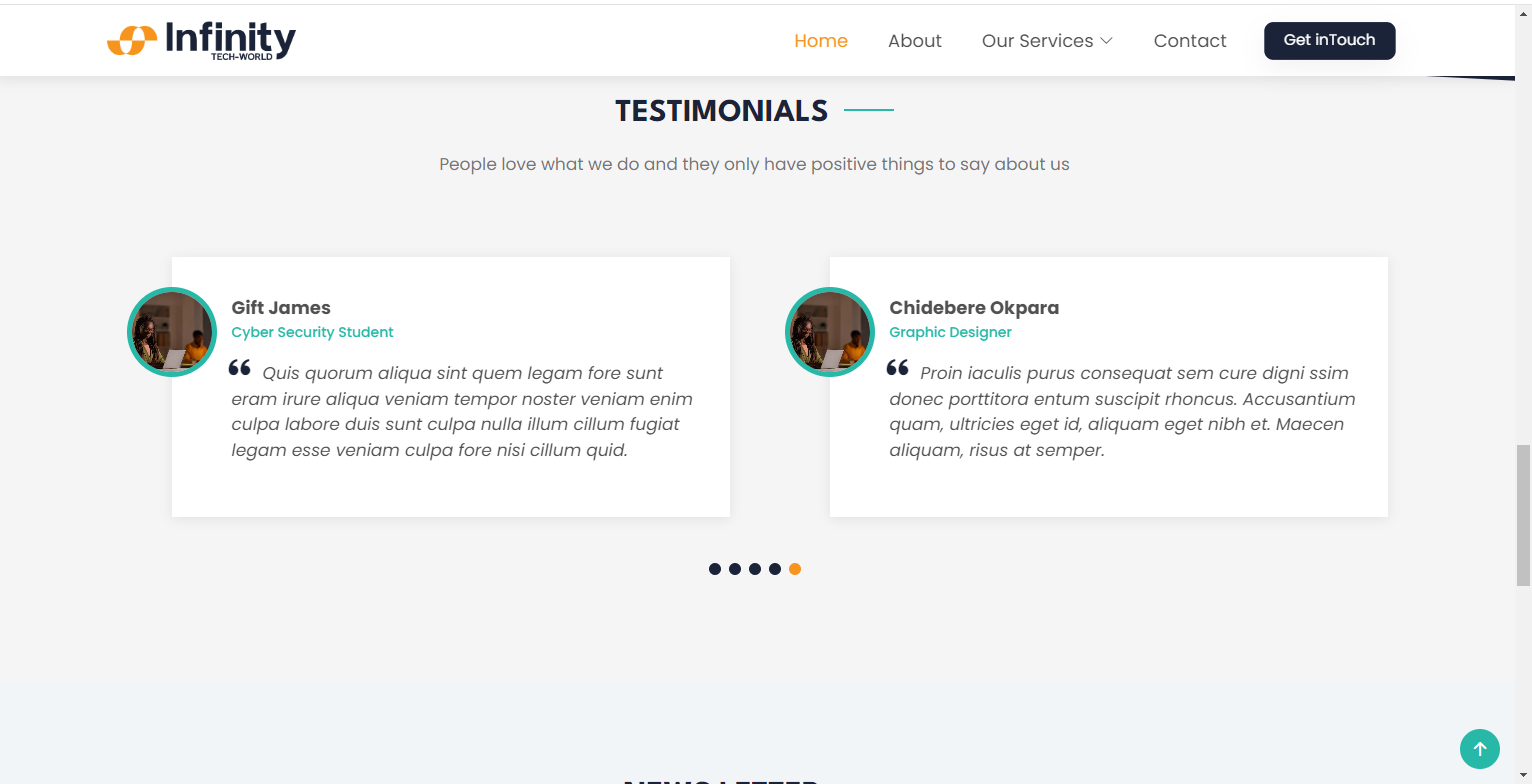 Infinity
TECH-WORLD
Home About Our Services Contact Get inTouch
TESTIMONIALS
People love what we do and they only have positive things to say about us
Gift James
Cyber Security Student
“ Quis quorum aliqua sint quem legam fore sunt
eram irure aliqua veniam tempor noster veniam enim
culpa labore duis sunt culpa nulla illum cillum fugiat
legam esse veniam culpa fore nisi cillum quid.
Chidebere Okpara
Graphic Designer
“ Proin iaculis purus consequat sem cure digni ssim
donec porttitora entum suscipit rhoncus. Accusantium
quam, ultricies eget id, aliquam eget nibh et. Maecen
aliquam, risus at semper.
NEWS LETTER